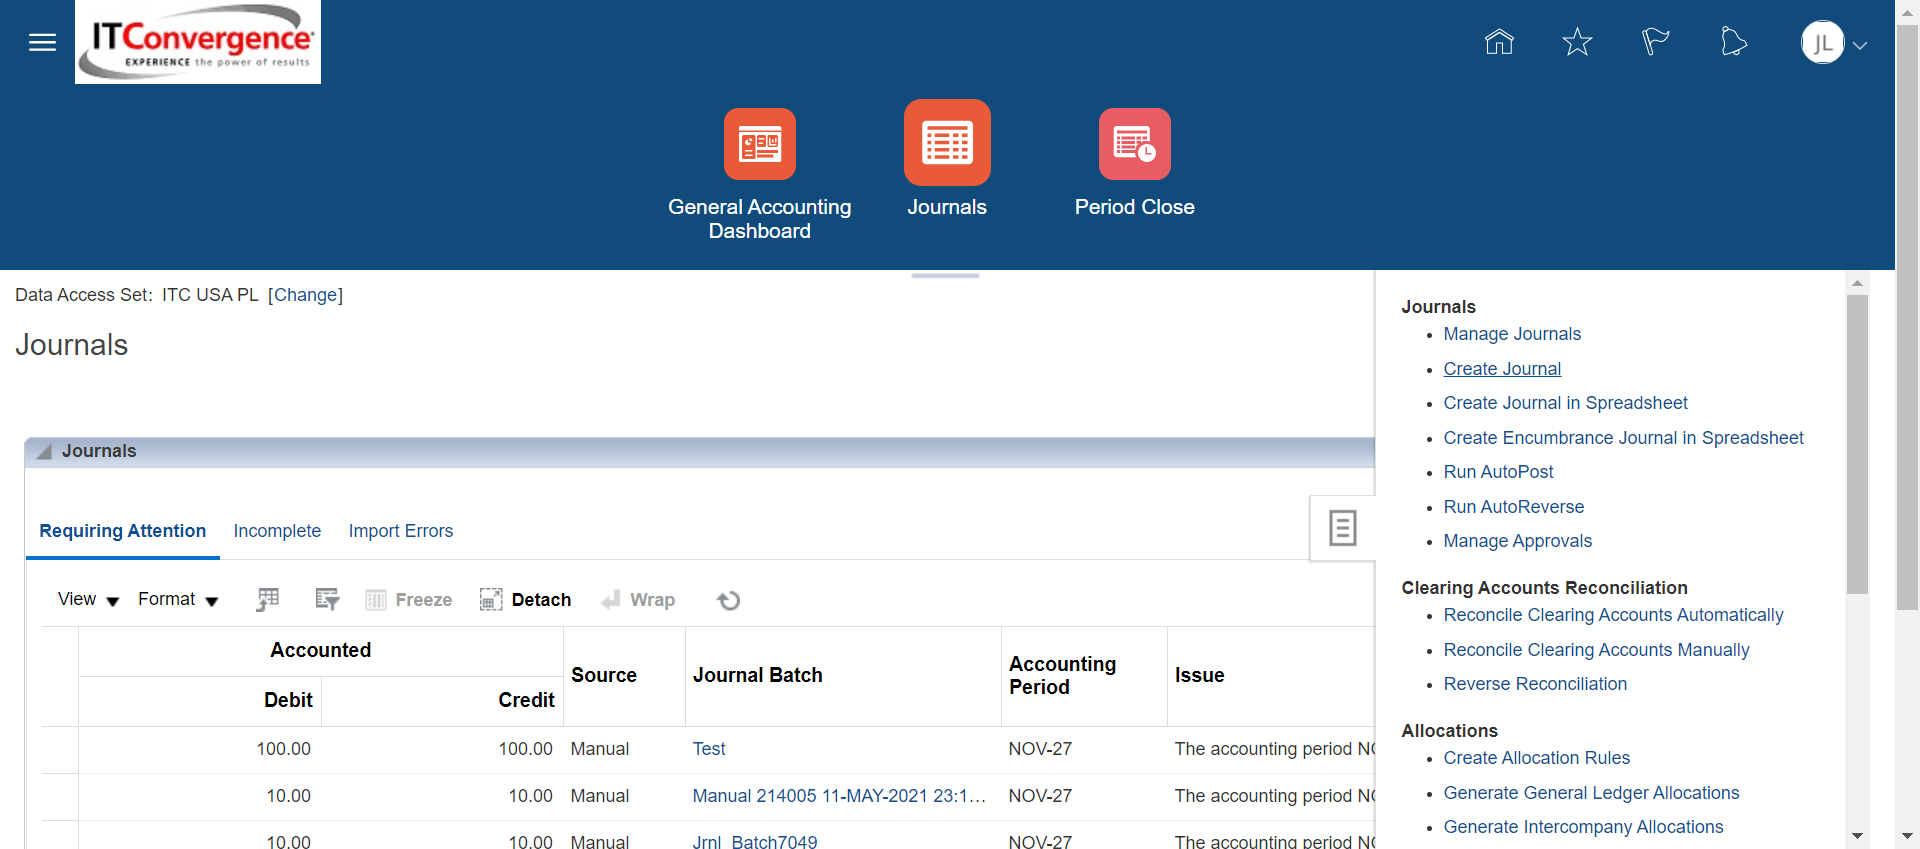 ITConvergence
EXPERIENCE the power of results
JL
General Accounting
Dashboard
Journals
Period Close
Data Access Set: ITC USA PL [Change]
Journals
Journals
Requiring Attention Incomplete Import Errors
View Format Freeze Detach Wrap
Accounted
Debit Credit Source Journal Batch Accounting Period Issue
100.00 100.00 Manual Test NOV-27 The accounting period NO
10.00 10.00 Manual Manual 214005 11-MAY-2021 23:1... NOV-27 The accounting period NO
10.00 10.00 Manual Jrnl_Batch7049 NOV-27 The accounting period NO
Journals
• Manage Journals
• Create Journal
• Create Journal in Spreadsheet
• Create Encumbrance Journal in Spreadsheet
• Run AutoPost
• Run AutoReverse
• Manage Approvals
Clearing Accounts Reconciliation
• Reconcile Clearing Accounts Automatically
• Reconcile Clearing Accounts Manually
• Reverse Reconciliation
Allocations
• Create Allocation Rules
• Generate General Ledger Allocations
• Generate Intercompany Allocations